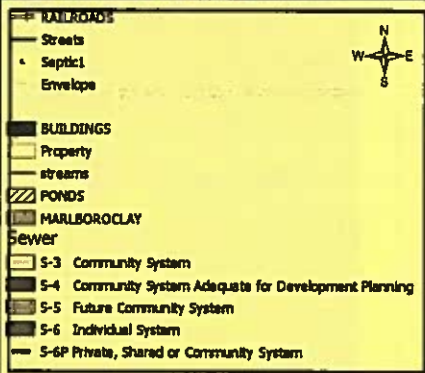 RAILROADS
Streets
Septic1
Envelope
BUILDINGS
Property
streams
PONDS
MARLBOROCLAY
Sewer
S-3 Community System
S-4 Community System Adequate for Development Planning
S-5 Future Community System
S-6 Individual System
S-6P Private, Shared or Community System
N
W E
S